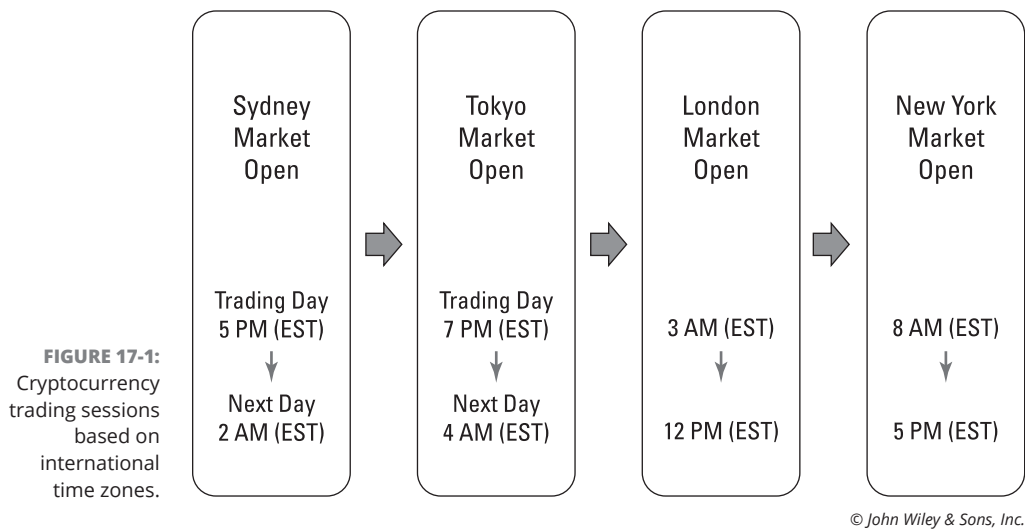 Sydney
Market
Open
Trading Day
5 PM (EST)
Next Day
2 AM (EST)
Tokyo
Market
Open
Trading Day
7 PM (EST)
Next Day
4 AM (EST)
London
Market
Open
3 AM (EST)
12 PM (EST)
New York
Market
Open
8 AM (EST)
5 PM (EST)
FIGURE 17-1:
Cryptocurrency
trading sessions
based on
international
time zones.
© John Wiley & Sons, Inc.